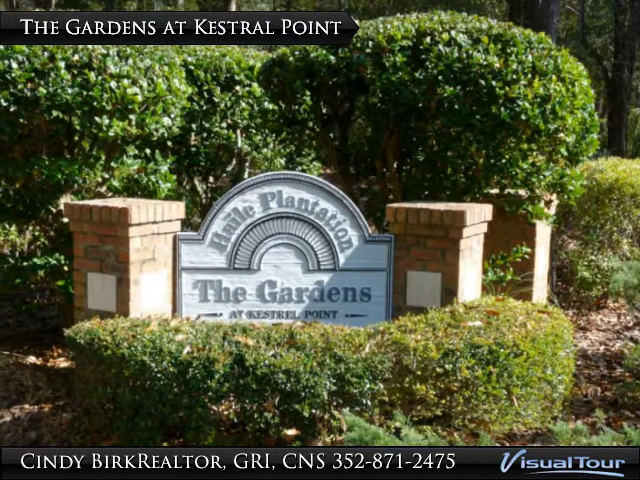 The Gardens at Kestral Point
Haile Plantation
The Gardens
AT KESTREL POINT
Cindy BirkRealtor, GRI, CNS 352-871-2475
VisualTour